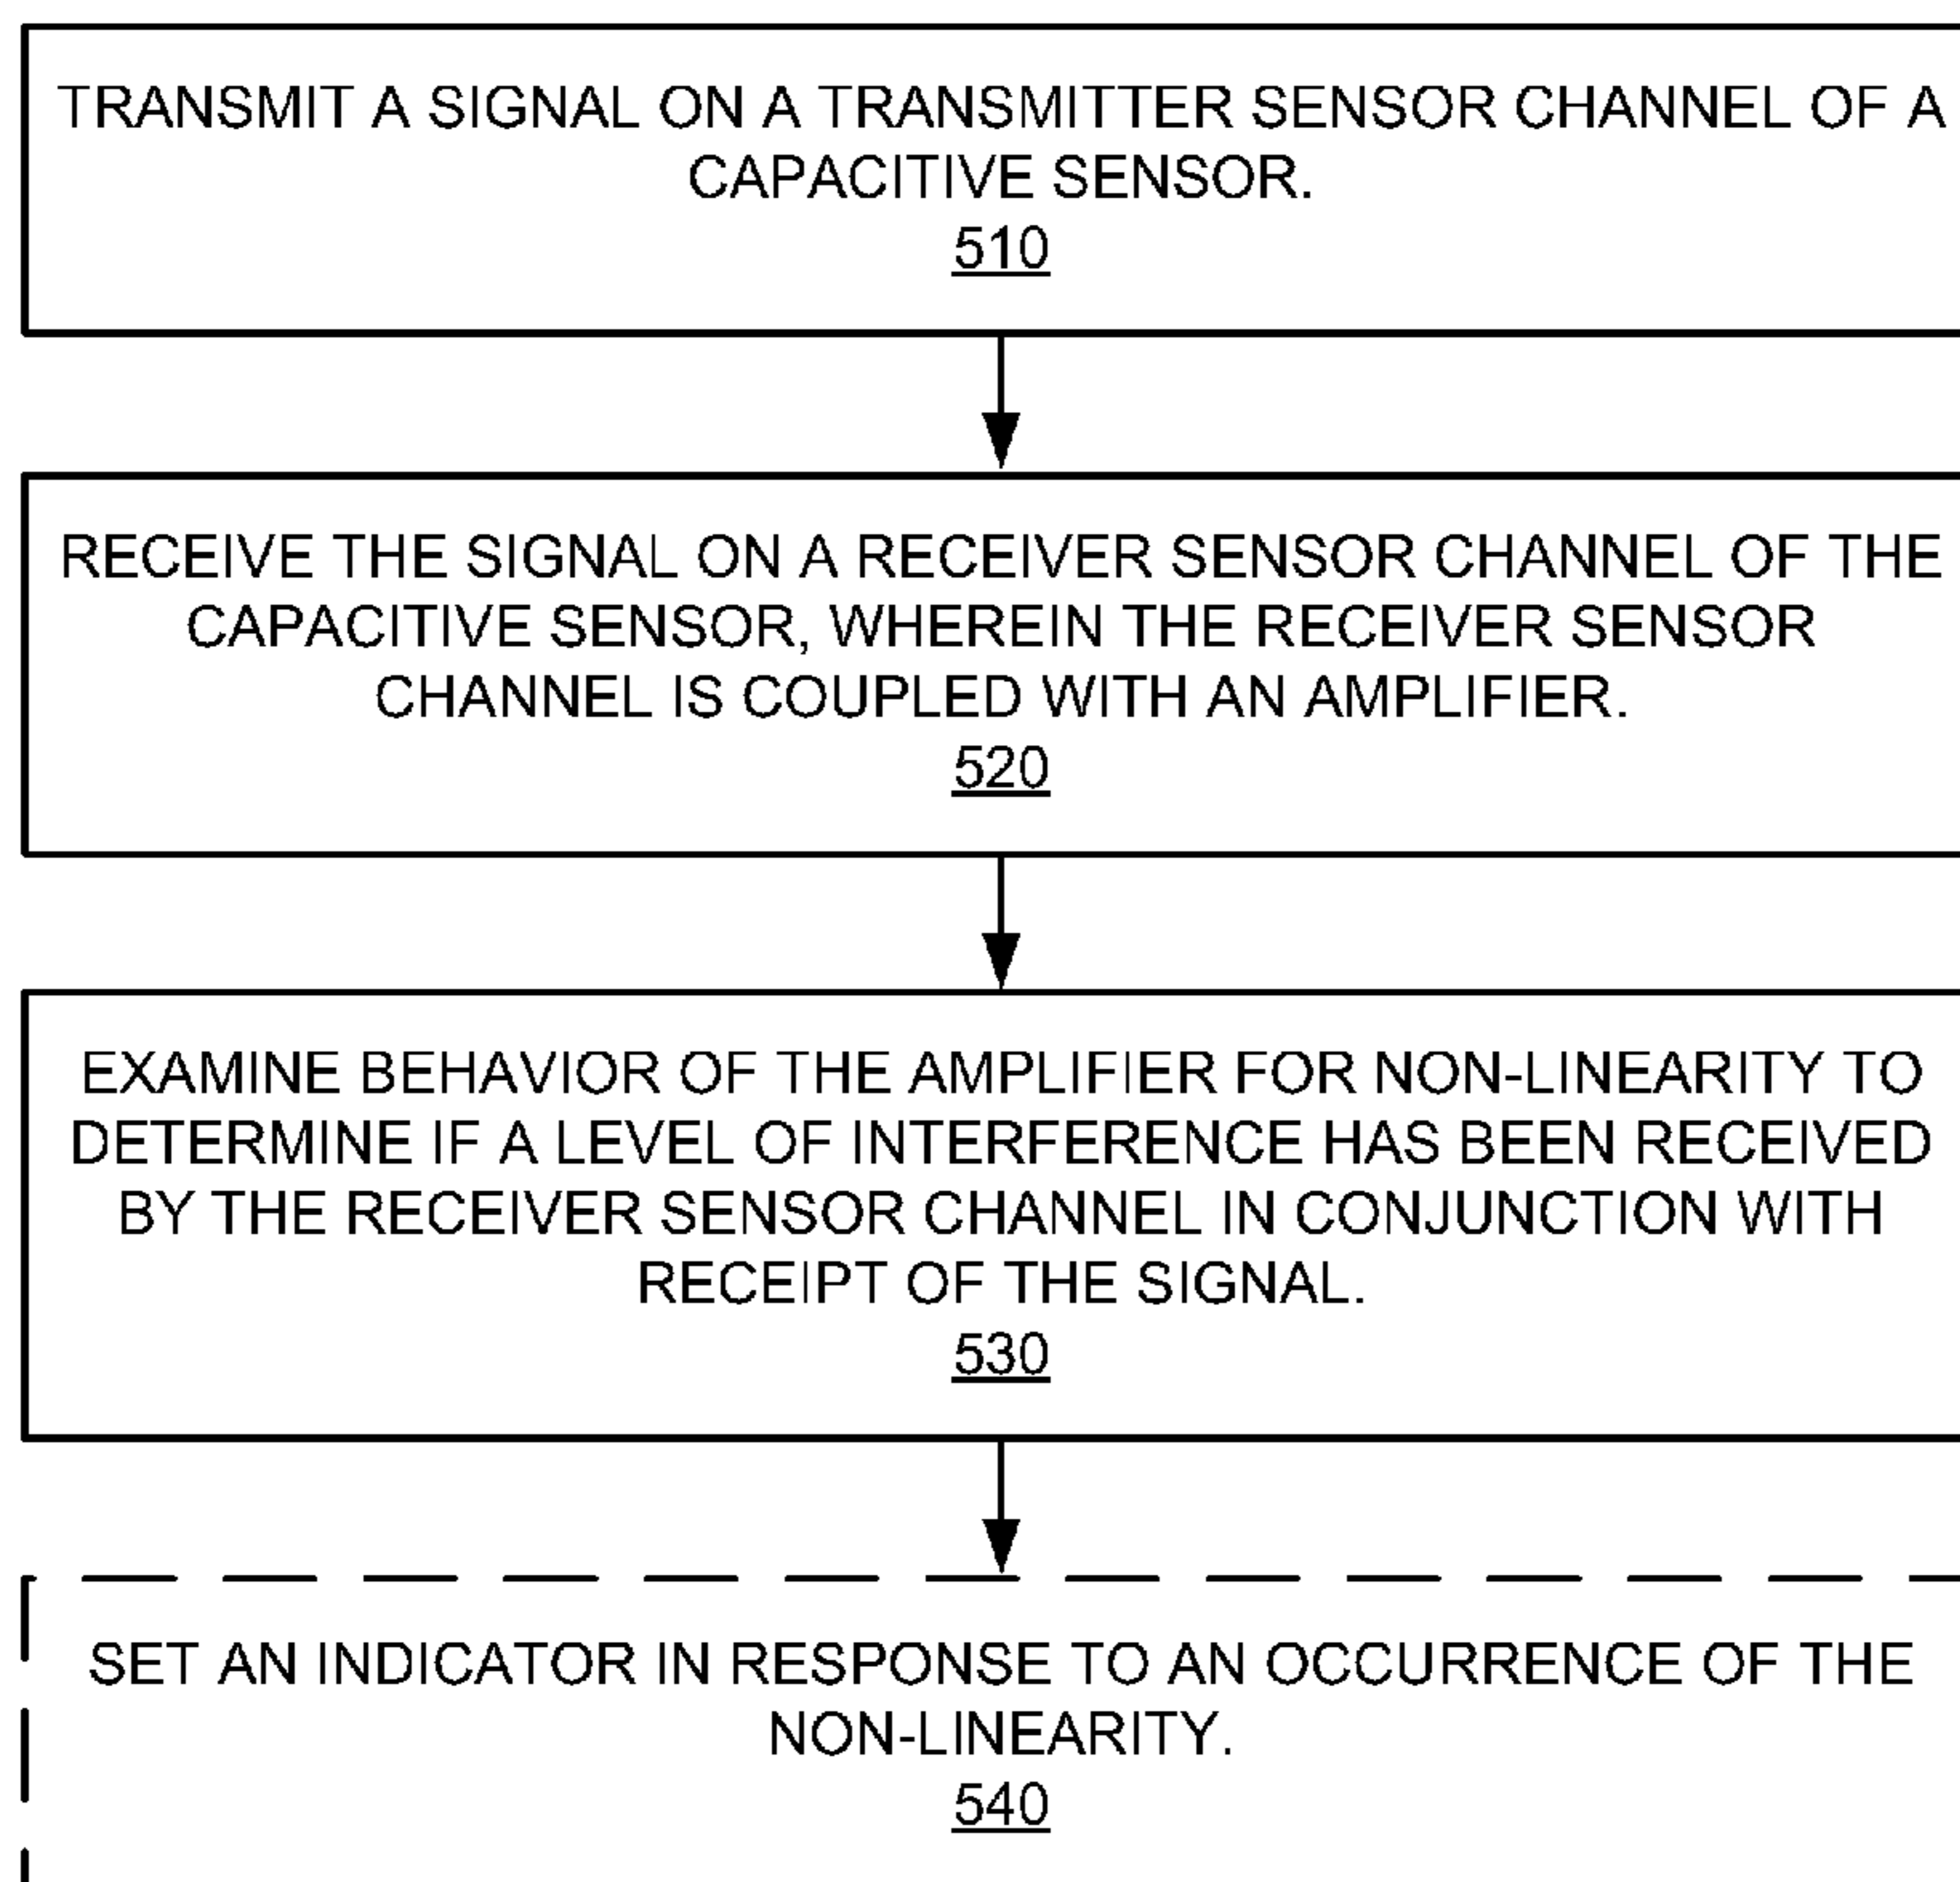 TRANSMIT A SIGNAL ON A TRANSMITTER SENSOR CHANNEL OF A
CAPACITIVE SENSOR.
510
RECEIVE THE SIGNAL ON A RECEIVER SENSOR CHANNEL OF THE
CAPACITIVE SENSOR, WHEREIN THE RECEIVER SENSOR
CHANNEL IS COUPLED WITH AN AMPLIFIER.
520
EXAMINE BEHAVIOR OF THE AMPLIFIER FOR NON-LINEARITY TO
DETERMINE IF A LEVEL OF INTERFERENCE HAS BEEN RECEIVED
BY THE RECEIVER SENSOR CHANNEL IN CONJUNCTION WITH
RECEIPT OF THE SIGNAL.
530
SET AN INDICATOR IN RESPONSE TO AN OCCURRENCE OF THE
NON-LINEARITY.
540